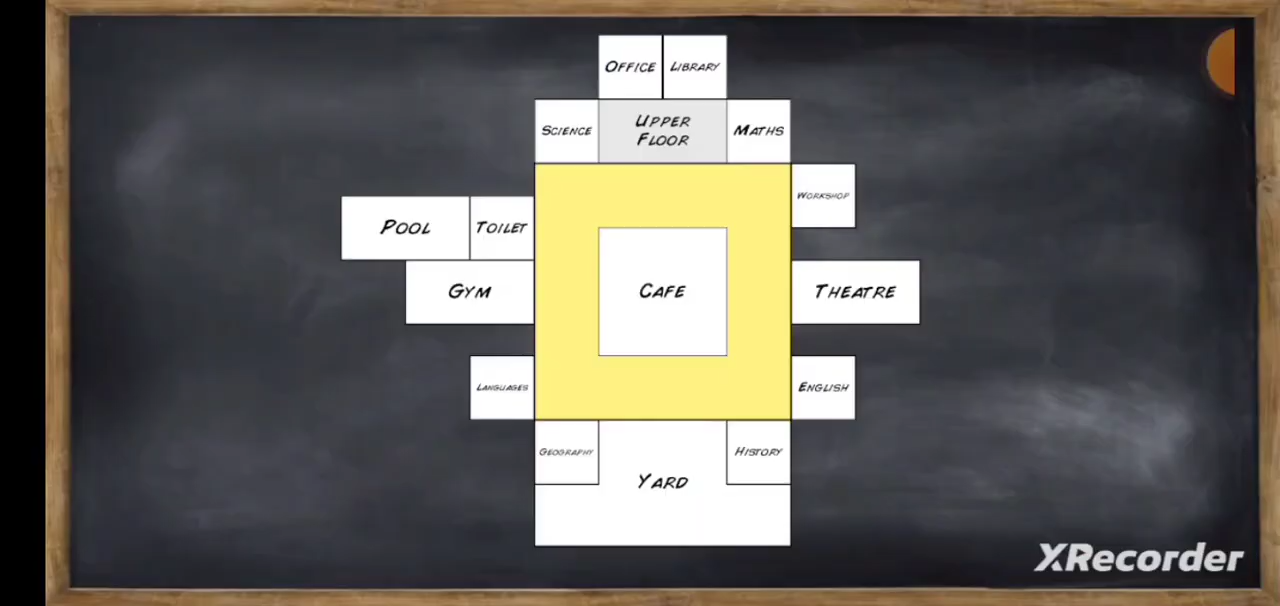 OFFICE LIBRARY
SCIENCE
UPPER
FLOOR
MATHS
WORKSHOP
POOL
TOILET
GYM
CAFE
THEATRE
LANGUAGES
ENGLISH
GEOGRAPHY
HISTORY
YARD
XRecorder